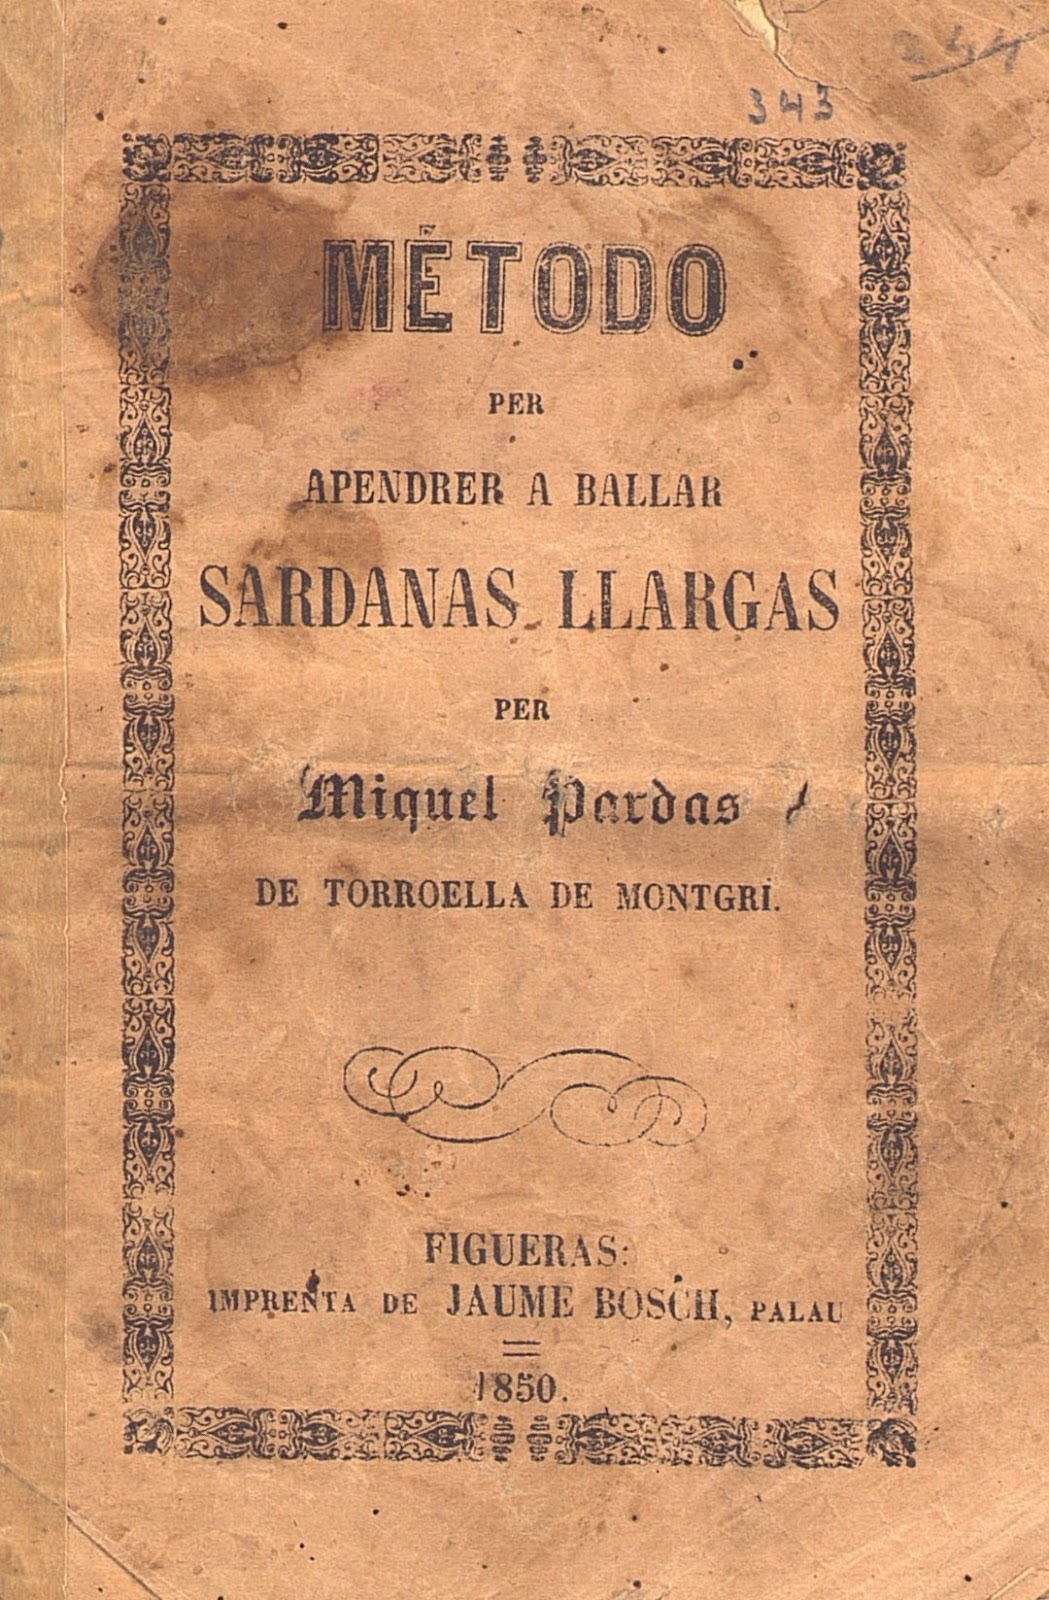 343
MÉTODO
PER
APENDRER A BALLAR
SARDANAS LLARGAS
PER
Miquel Pardas
DE TORROELLA DE MONTGRÍ.
FIGUERAS:
IMPRENTA DE JAUME BOSCH, PALAU
1850.